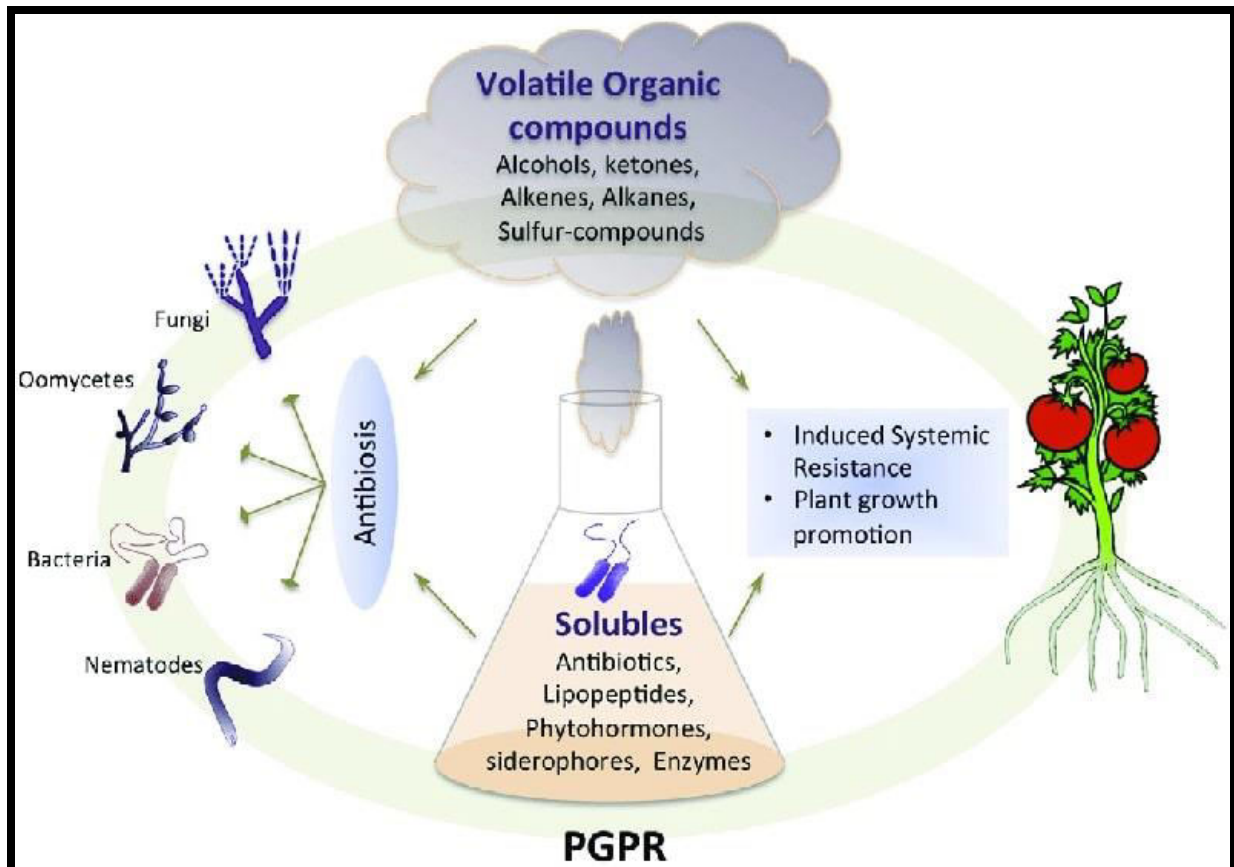 Volatile Organic
compounds
Alcohols, ketones,
Alkenes, Alkanes,
Sulfur-compounds
Fungi
Oomycetes
Bacteria
Nematodes
Antibiosis
• Induced Systemic
Resistance
• Plant growth
promotion
Solubles
Antibiotics,
Lipopeptides,
Phytohormones,
siderophores, Enzymes
PGPR